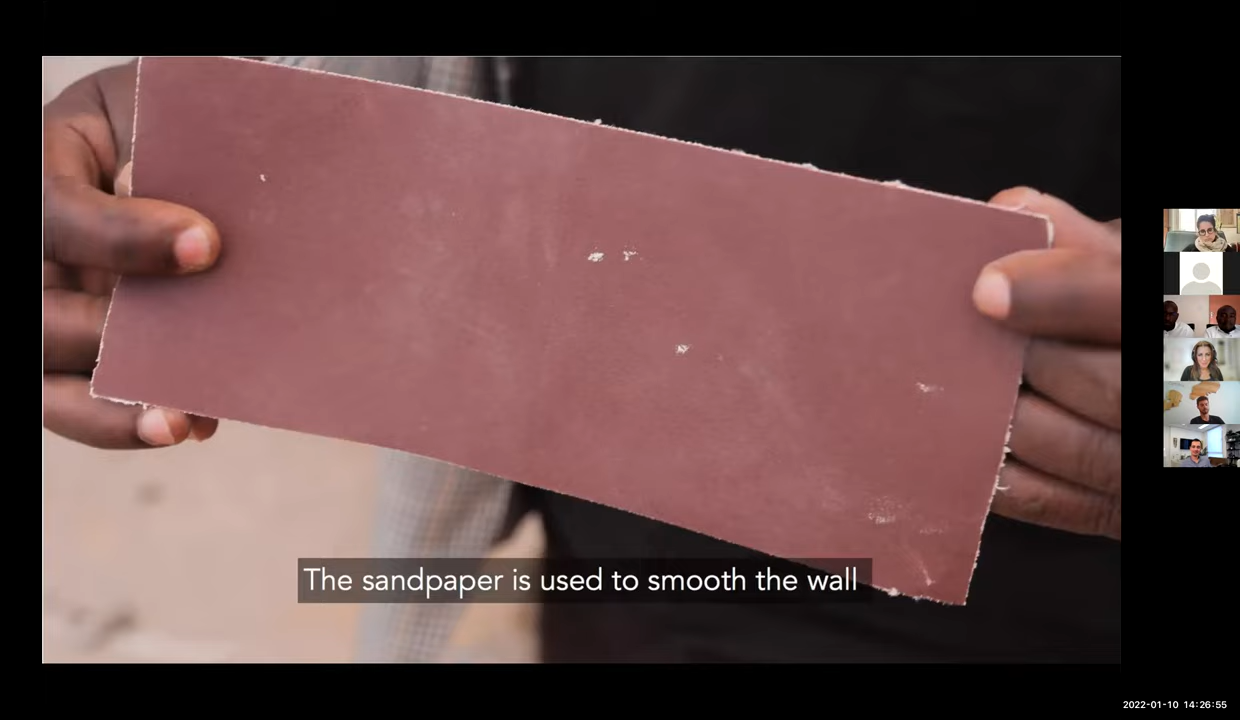 The sandpaper is used to smooth the wall
2022-01-10 14:26:55